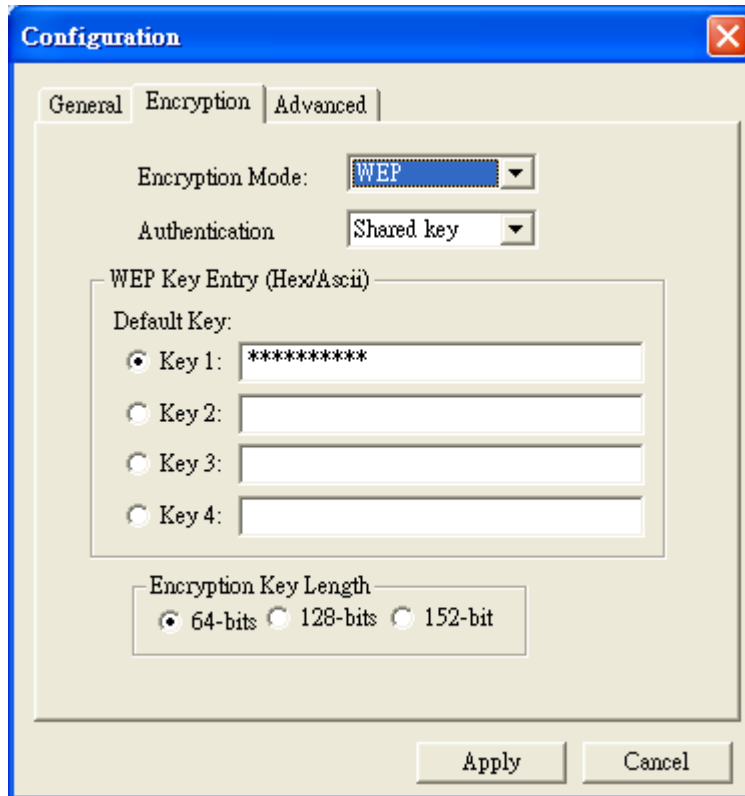 Configuration
General Encryption Advanced
Encryption Mode: WEP
Authentication Shared key
WEP Key Entry (Hex/Ascii)
Default Key:
Key 1: **********
Key 2:
Key 3:
Key 4:
Encryption Key Length
64-bits 128-bits 152-bit
Apply Cancel